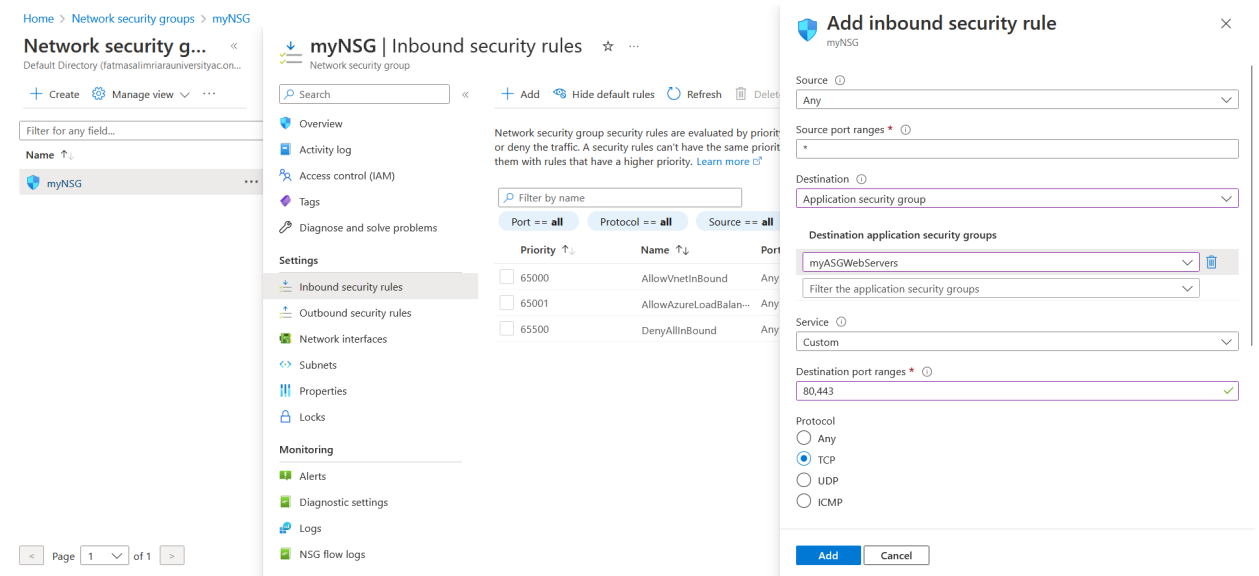 Home > Network security groups > myNSG
Network security g... «
Default Directory (fatmasalimriarauniversityac.on...
+ Create Manage view ...
Filter for any field...
Name ↑↓
myNSG ...
< Page 1 of 1 >
myNSG | Inbound security rules ☆ ...
Network security group
Search «
Overview
Activity log
Access control (IAM)
Tags
Diagnose and solve problems
Settings
Inbound security rules
Outbound security rules
Network interfaces
Subnets
Properties
Locks
Monitoring
Alerts
Diagnostic settings
Logs
NSG flow logs
+ Add Hide default rules Refresh Delet
Network security group security rules are evaluated by priorit
or deny the traffic. A security rules can't have the same priorit
them with rules that have a higher priority. Learn more
Filter by name
Port == all Protocol == all Source == all
Priority ↑↓ Name ↑↓ Port
65000 AllowVnetInBound Any
65001 AllowAzureLoadBalan... Any
65500 DenyAllInBound Any
Add inbound security rule
myNSG
Source
Any
Source port ranges *
*
Destination
Application security group
Destination application security groups
myASGWebServers
Filter the application security groups
Service
Custom
Destination port ranges *
80,443
Protocol
Any
TCP
UDP
ICMP
Add Cancel